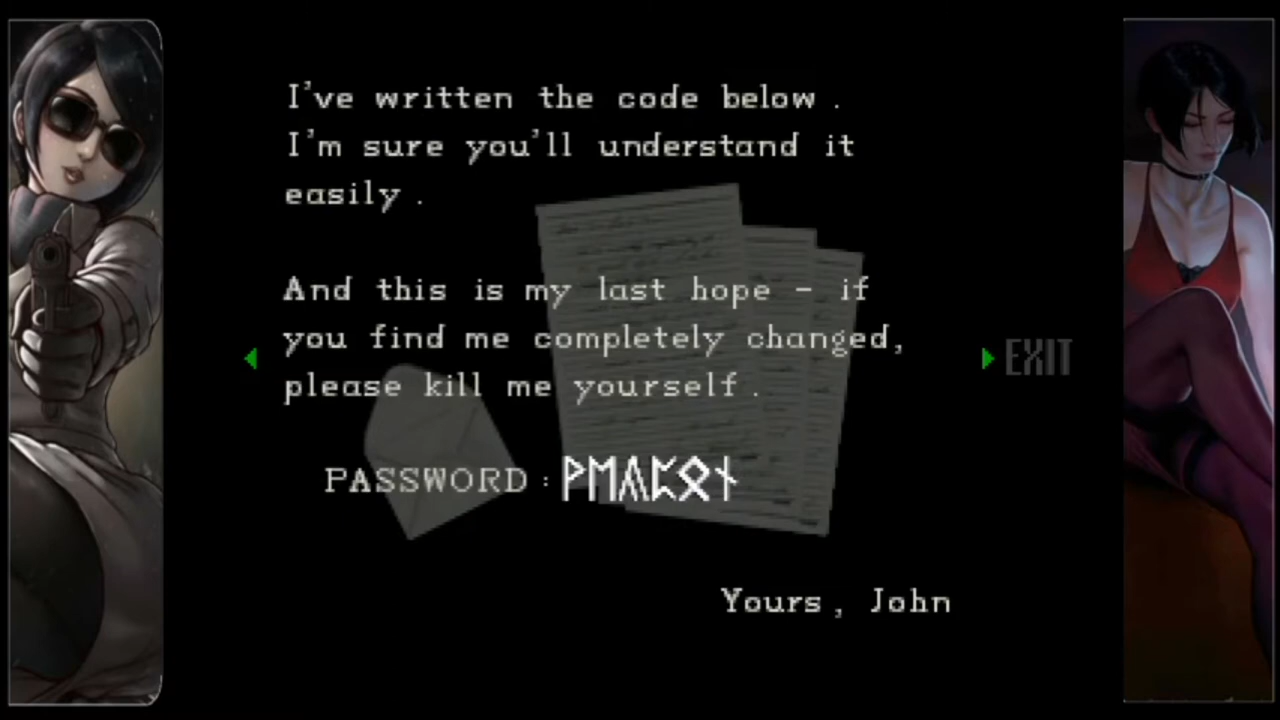 I've written the code below .
I'm sure you'll understand it
easily .
And this is my last hope - if
you find me completely changed,
please kill me yourself .
PASSWORD :
Yours , John
EXIT